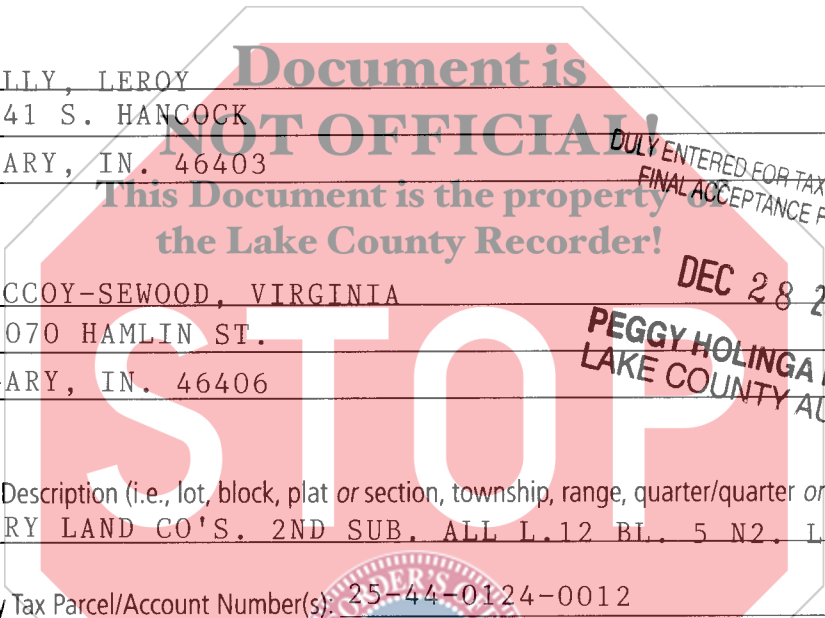 Document is
LLY, LEROY
41 S. HANCOCK
NOT OFFICIAL!
DULY ENTERED FOR TAX
FINAL ACCEPTANCE F
ARY, IN. 46403
This Document is the property of
the Lake County Recorder!
DEC 28 2
CCOY-SEWOOD, VIRGINIA
070 HAMLIN ST.
PEGGY HOLINGA
LAKE COUNTY AU
ARY, IN. 46406
STOP
Description (i.e., lot, block, plat or section, township, range, quarter/quarter or
RY LAND CO'S. 2ND SUB. ALL L.12 BL. 5 N2. L
Tax Parcel/Account Number(s): 25-44-0124-0012